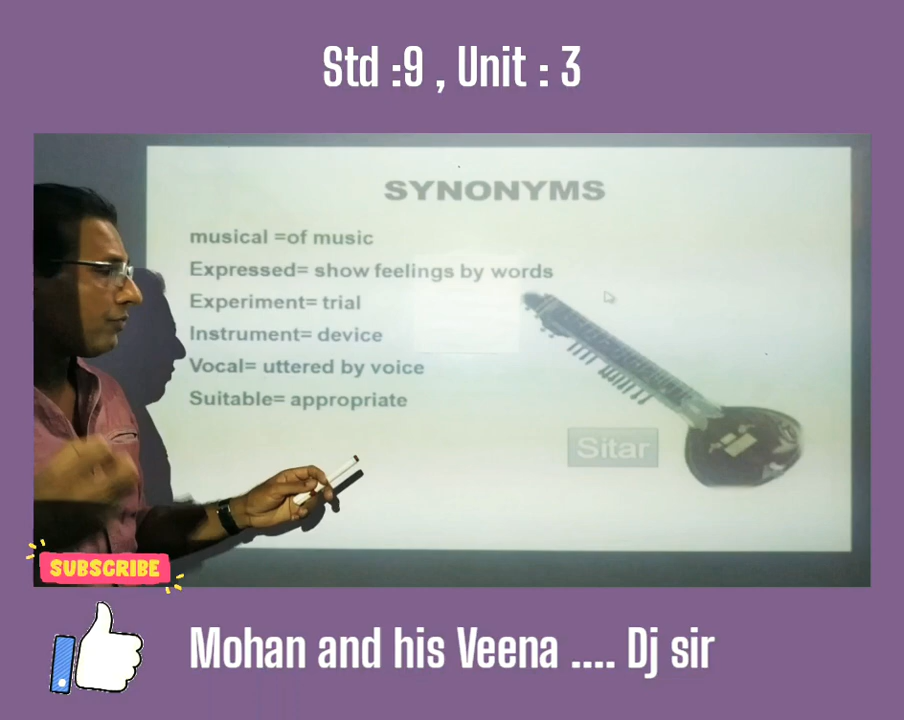 Std :9 , Unit : 3
SYNONYMS
musical =of music
Expressed= show feelings by words
Experiment= trial
Instrument= device
Vocal= uttered by voice
Suitable= appropriate
Sitar
SUBSCRIBE
Mohan and his Veena .... Dj sir